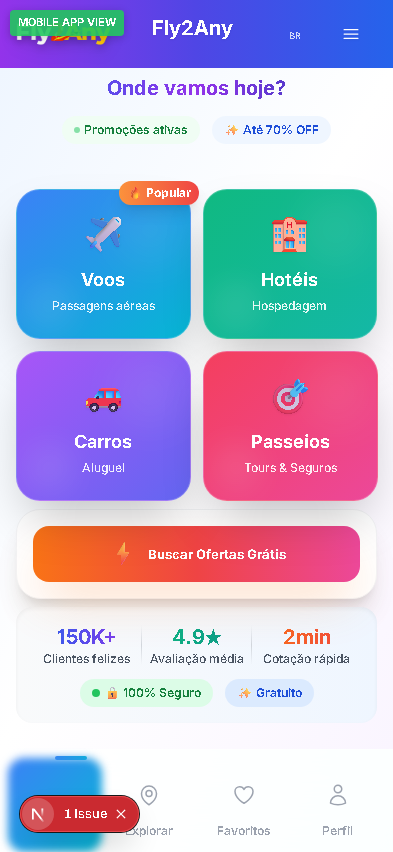 MOBILE APP VIEW
Fly2Any
Fly2Any
BR
Onde vamos hoje?
Promoções ativas
Até 70% OFF
Popular
Voos
Passagens aéreas
Hotéis
Hospedagem
Carros
Aluguel
Passeios
Tours & Seguros
Buscar Ofertas Grátis
150K+
Clientes felizes
4.9★
Avaliação média
2min
Cotação rápida
100% Seguro
Gratuito
N
1 Issue
Explorar
Favoritos
Perfil